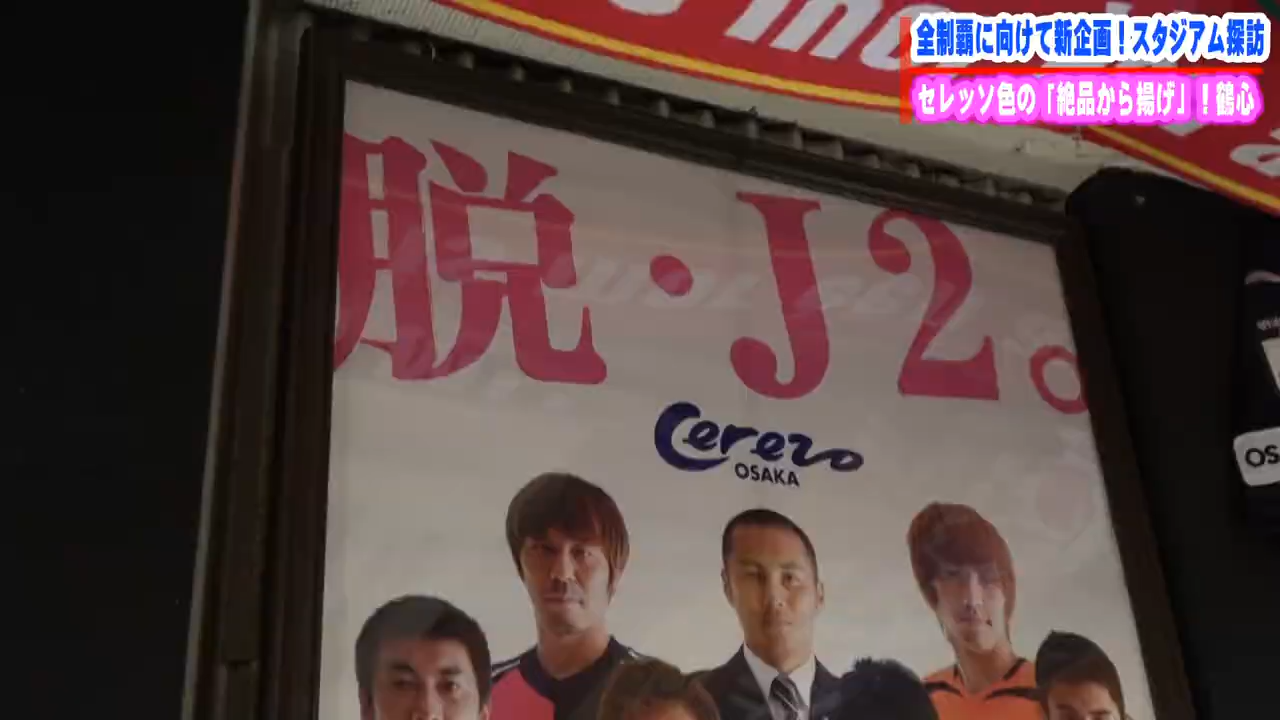 全制覇に向けて新企画！スタジアム探訪
セレッソ色の「絶品から揚げ」！鶴心
脱・J2。
Cerezo
OSAKA
OS